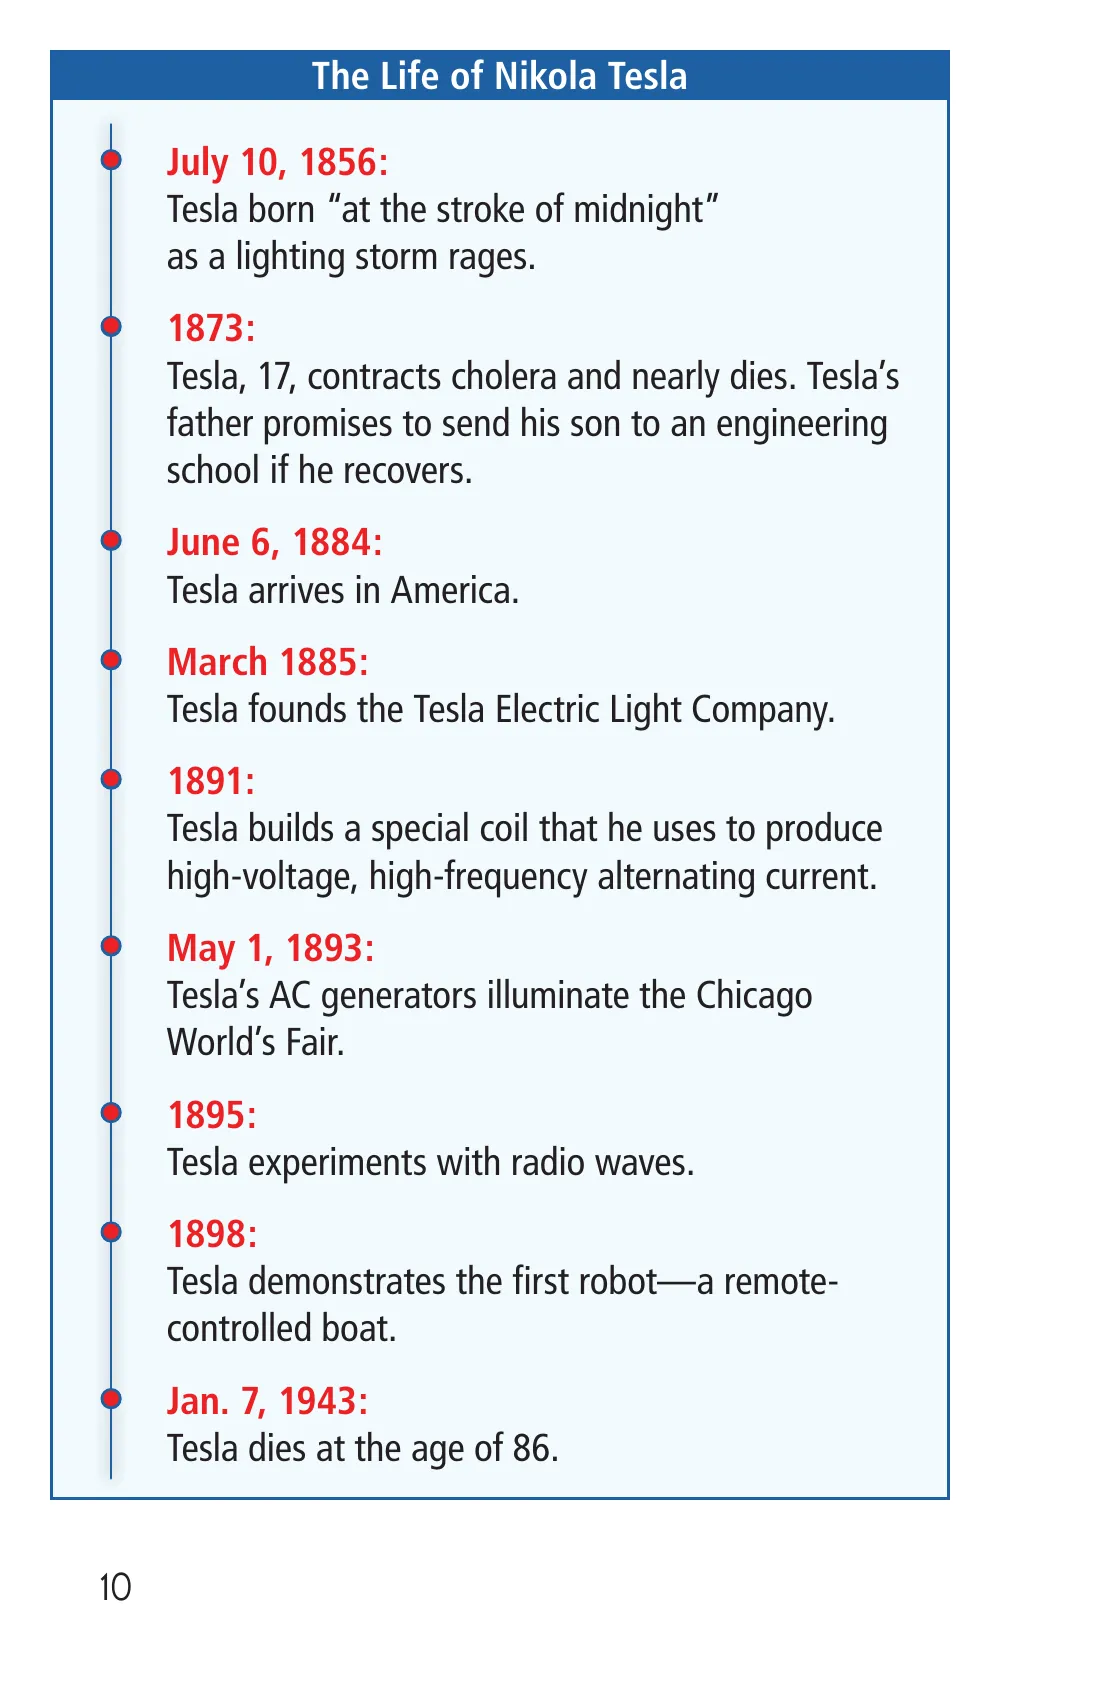 The Life of Nikola Tesla
July 10, 1856:
Tesla born “at the stroke of midnight”
as a lighting storm rages.
1873:
Tesla, 17, contracts cholera and nearly dies. Tesla’s
father promises to send his son to an engineering
school if he recovers.
June 6, 1884:
Tesla arrives in America.
March 1885:
Tesla founds the Tesla Electric Light Company.
1891:
Tesla builds a special coil that he uses to produce
high-voltage, high-frequency alternating current.
May 1, 1893:
Tesla’s AC generators illuminate the Chicago
World’s Fair.
1895:
Tesla experiments with radio waves.
1898:
Tesla demonstrates the first robot—a remote-
controlled boat.
Jan. 7, 1943:
Tesla dies at the age of 86.
10